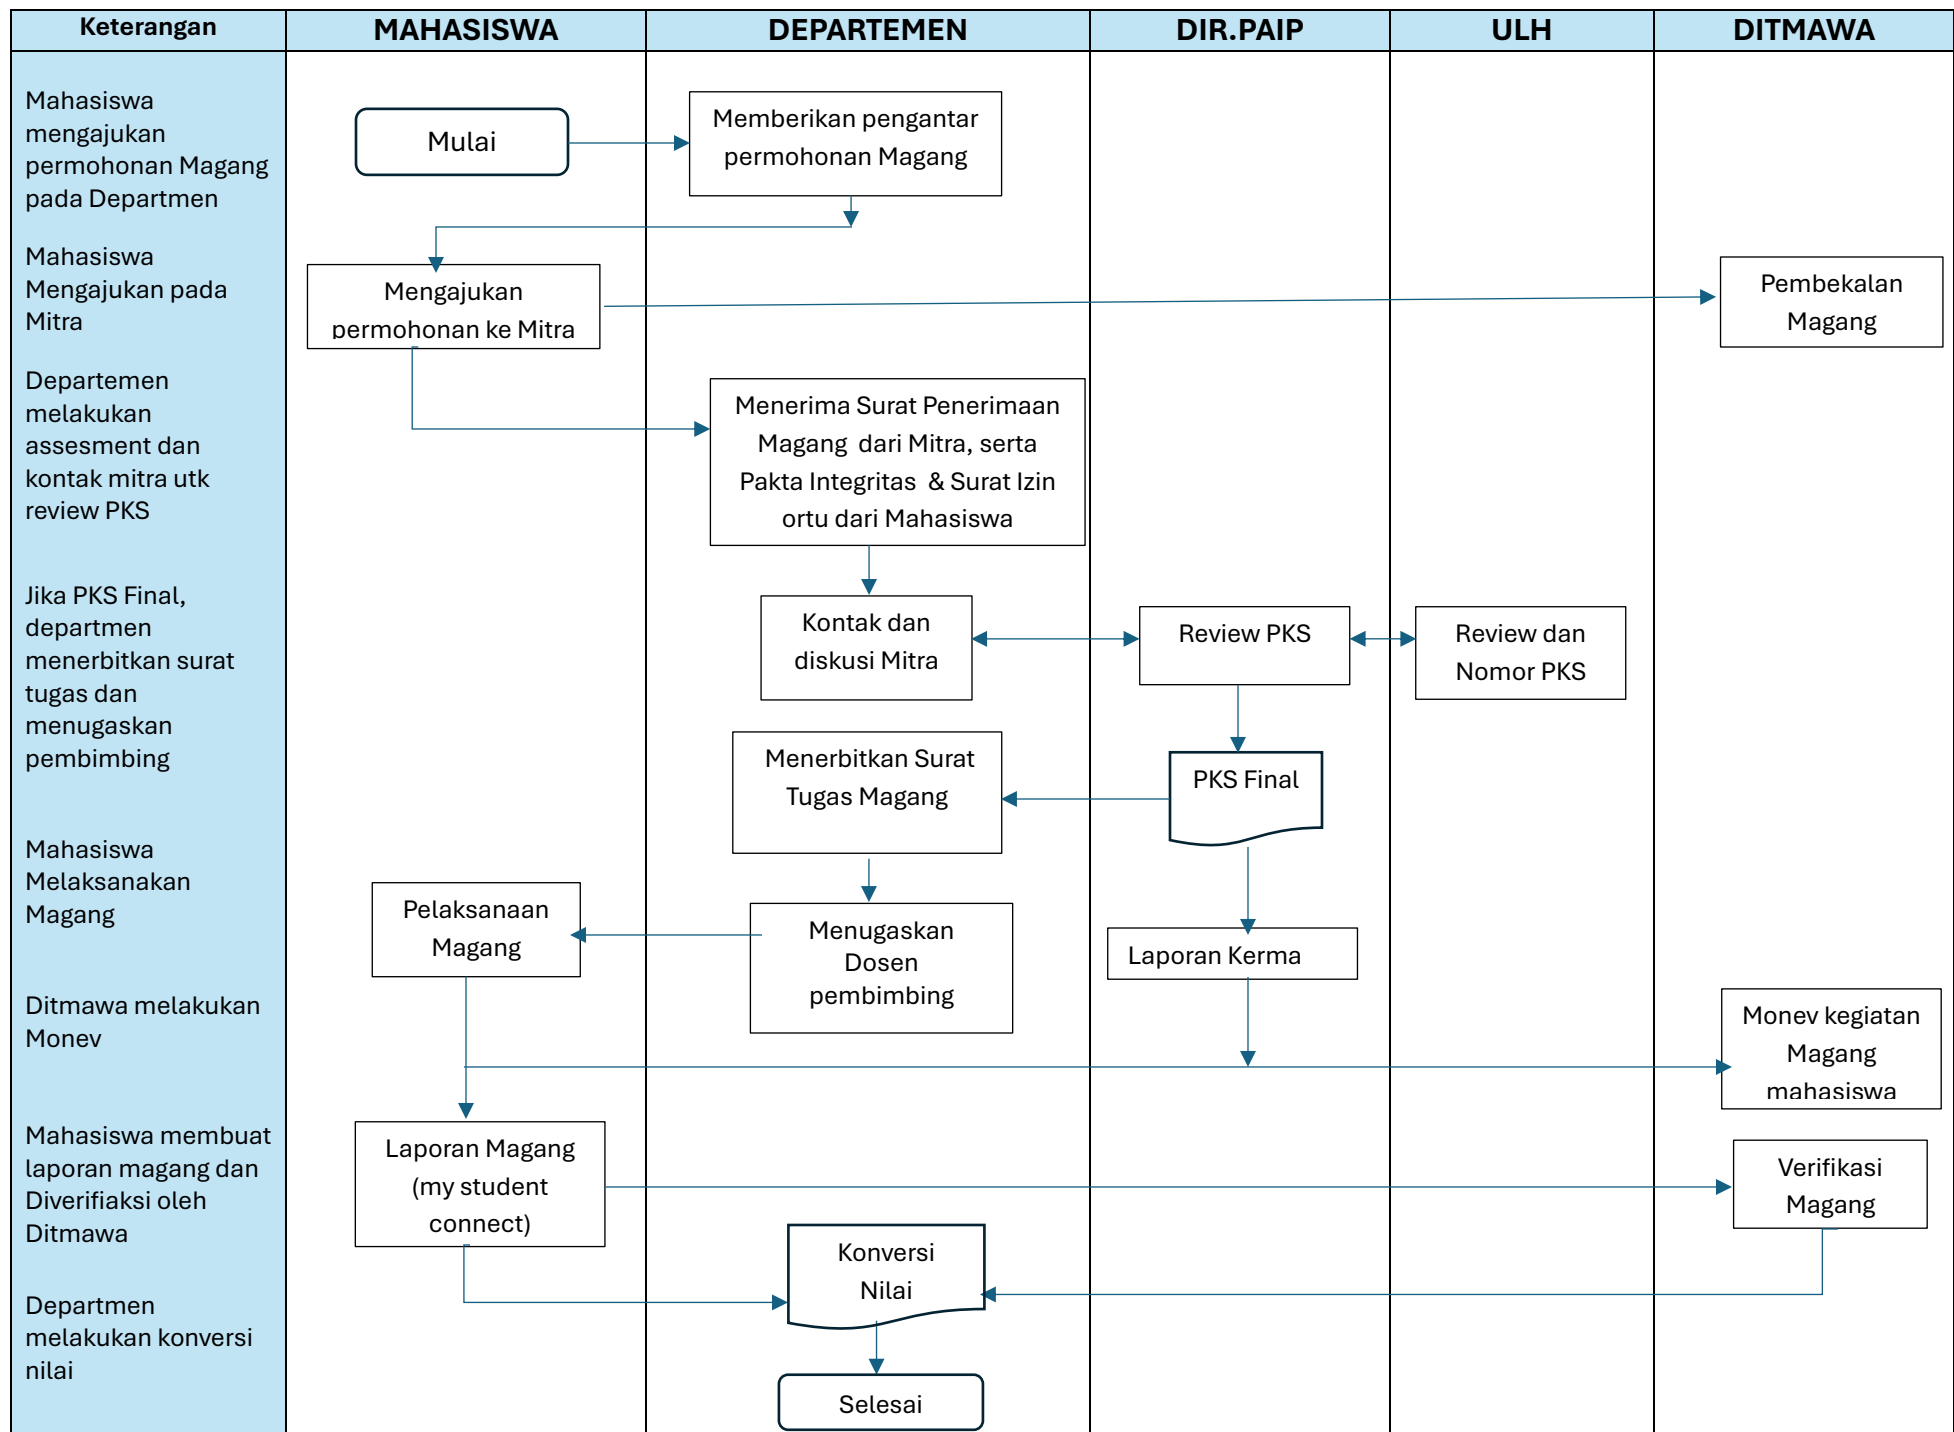 Keterangan
MAHASISWA
DEPARTEMEN
DIR.PAIP
ULH
DITMAWA
Mahasiswa
mengajukan
permohonan Magang
pada Departmen
Mahasiswa
Mengajukan pada
Mitra
Departemen
melakukan
assesment dan
kontak mitra utk
review PKS
Jika PKS Final,
department
menerbitkan surat
tugas dan
menugaskan
pembimbing
Mahasiswa
Melaksanakan
Magang
Ditmawa melakukan
Monev
Mahasiswa membuat
laporan magang dan
Diverifiaksi oleh
Ditmawa
Departmen
melakukan konversi
nilai
Mulai
Memberikan pengantar
permohonan Magang
Mengajukan
permohonan ke Mitra
Pembekalan
Magang
Menerima Surat Penerimaan
Magang dari Mitra, serta
Pakta Integritas & Surat Izin
ortu dari Mahasiswa
Kontak dan
diskusi Mitra
Review PKS
Review dan
Nomor PKS
Menerbitkan Surat
Tugas Magang
PKS Final
Pelaksanaan
Magang
Menugaskan
Dosen
pembimbing
Laporan Kerma
Monev kegiatan
Magang
mahasiswa
Laporan Magang
(my student
connect)
Verifikasi
Magang
Konversi
Nilai
Selesai